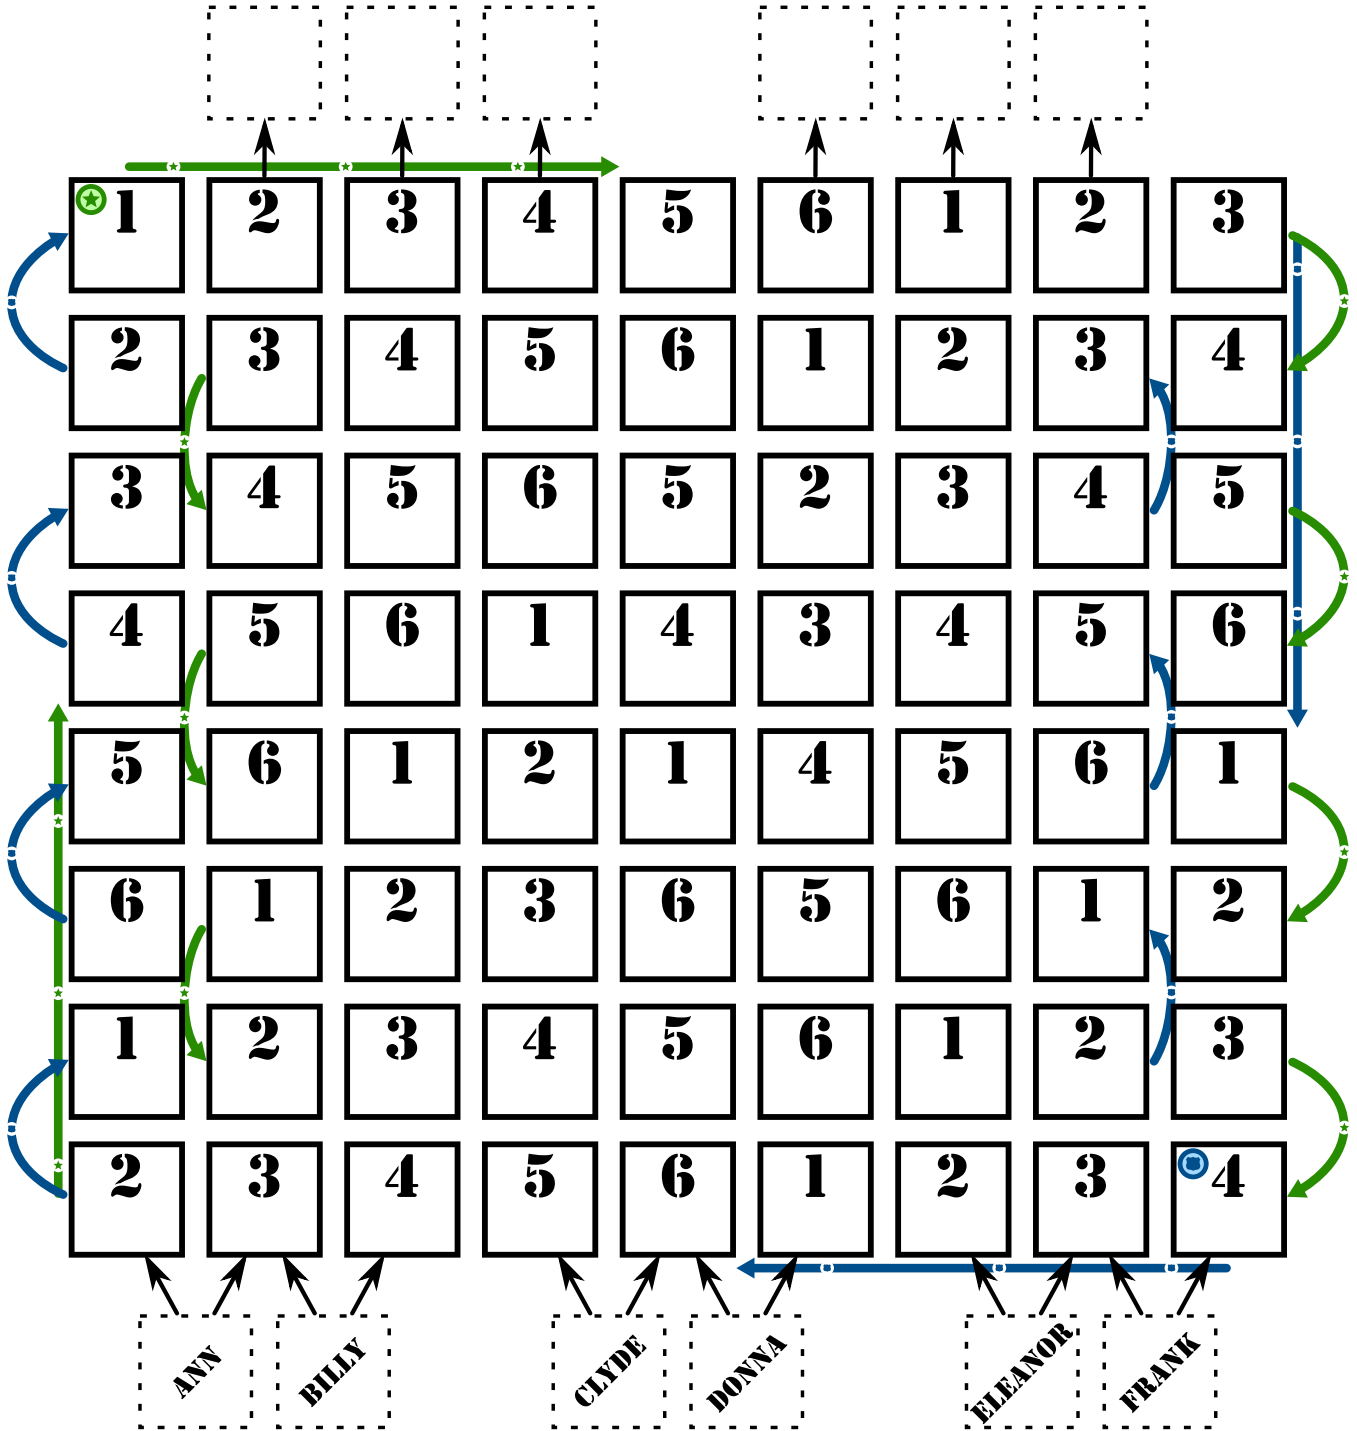 1 2 3 4 5 6 1 2 3
2 3 4 5 6 1 2 3 4
3 4 5 6 5 2 3 4 5
4 5 6 1 4 3 4 5 6
5 6 1 2 1 4 5 6 1
6 1 2 3 6 5 6 1 2
1 2 3 4 5 6 1 2 3
2 3 4 5 6 1 2 3 4
ANN BILLY CLYDE DONNA ELEANOR FRANK